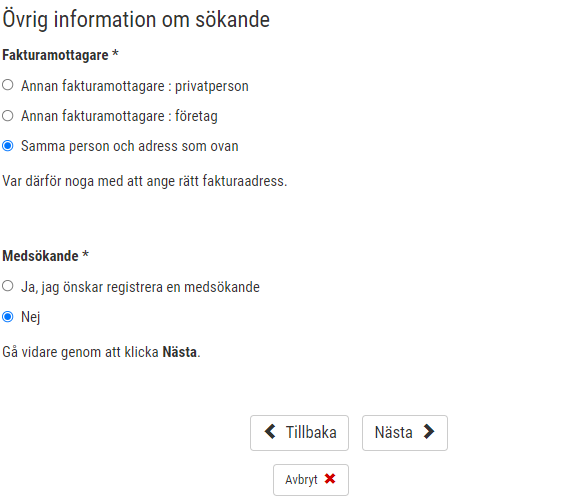 Övrig information om sökande
Fakturamottagare *
Annan fakturamottagare : privatperson
Annan fakturamottagare : företag
Samma person och adress som ovan
Var därför noga med att ange rätt fakturaadress.
Medsökande *
Ja, jag önskar registrera en medsökande
Nej
Gå vidare genom att klicka Nästa.
Tillbaka Nästa
Avbryt